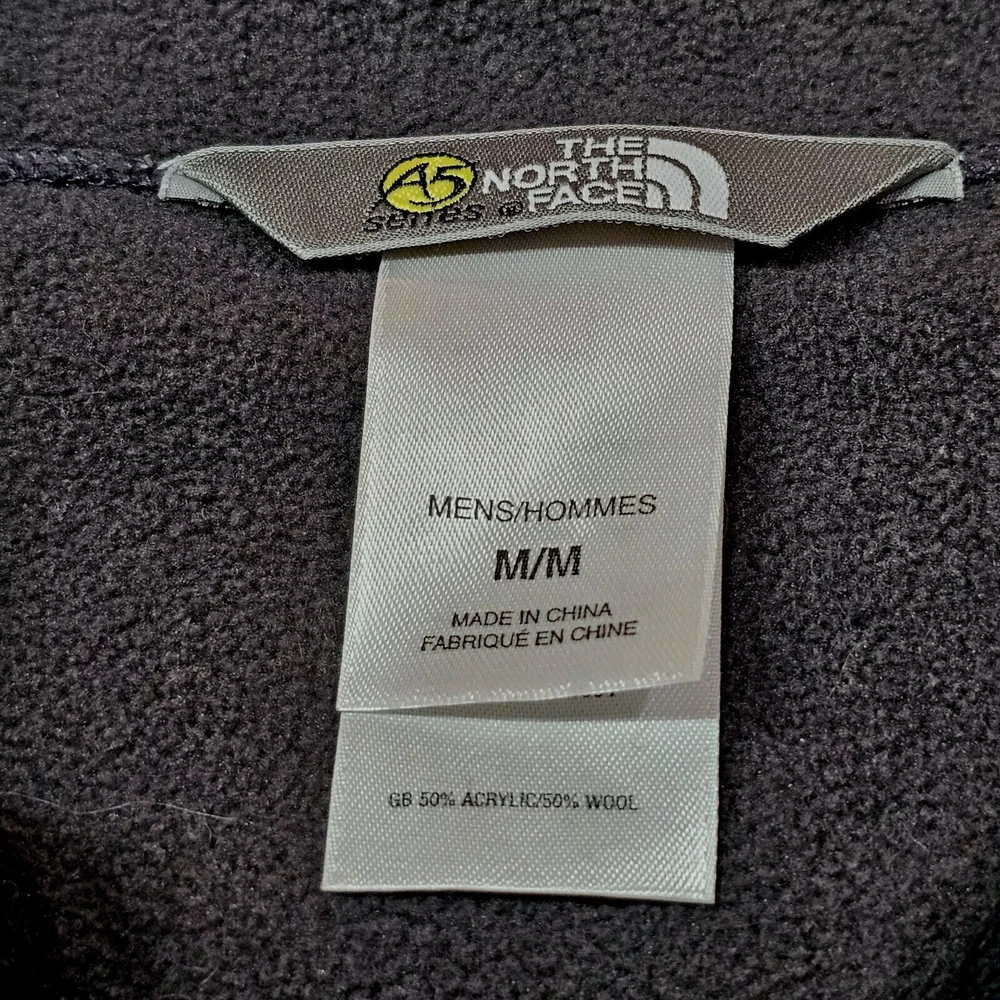 A5
series ®
THE
NORTH
FACE
MENS/HOMMES
M/M
MADE IN CHINA
FABRIQUÉ EN CHINE
GB 50% ACRYLIC/50% WOOL